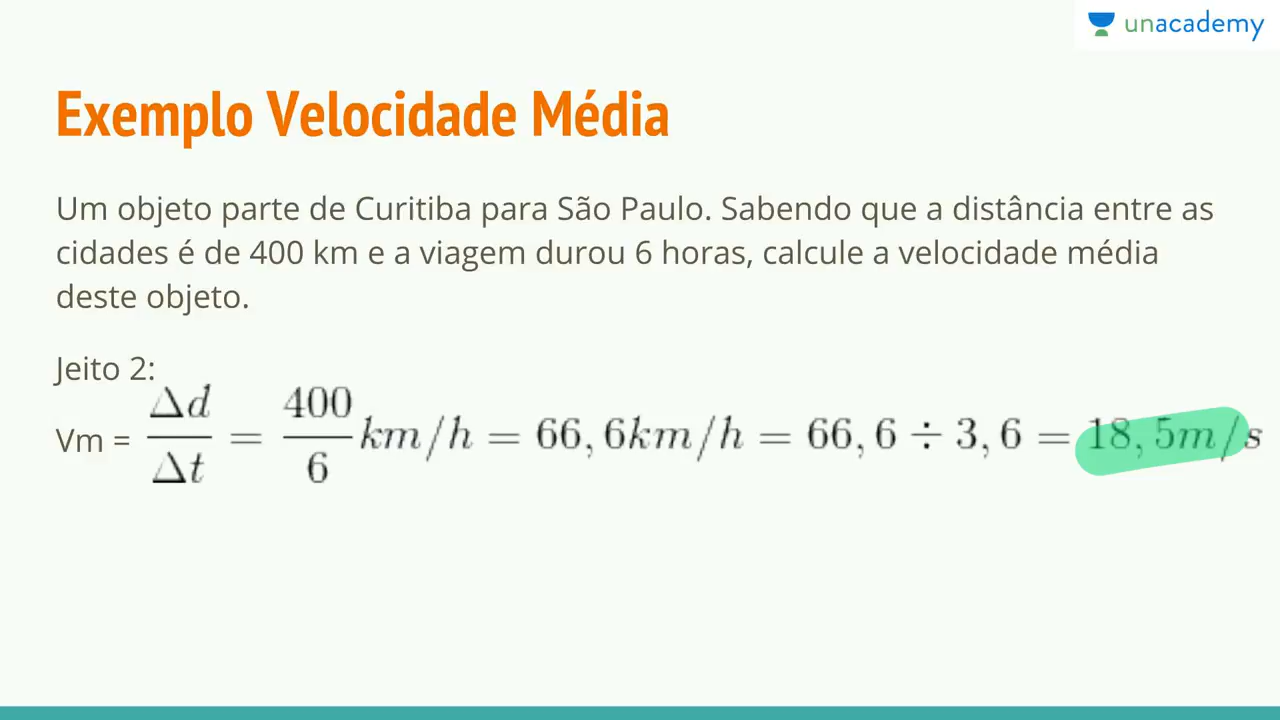 unacademy
Exemplo Velocidade Média
Um objeto parte de Curitiba para São Paulo. Sabendo que a distância entre as
cidades é de 400 km e a viagem durou 6 horas, calcule a velocidade média
deste objeto.
Jeito 2:
Vm = Δd/Δt = 400/6 km/h = 66, 6km/h = 66, 6 ÷ 3, 6 = 18, 5m/s